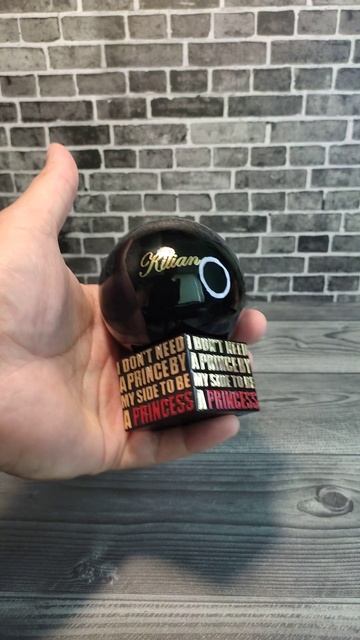 Kilian
I DON'T NEED
A PRINCE BY
MY SIDE TO BE
A PRINCESS
I DON'T NEED
A PRINCE BY
MY SIDE TO BE
A PRINCESS